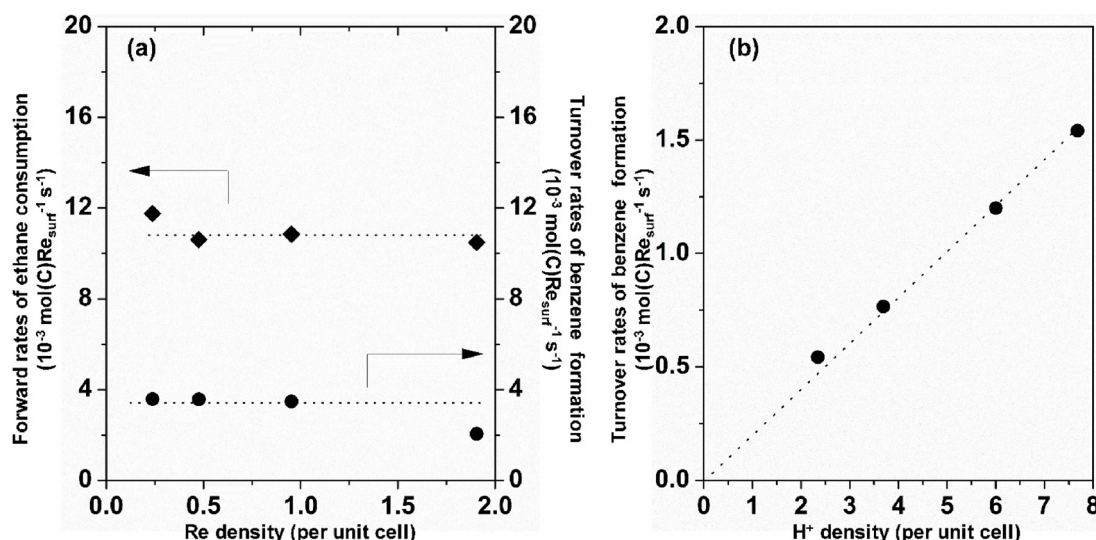 (a)
20
16
12
8
4
0
Forward rates of ethane consumption
(10⁻³ mol(C)Re_surf⁻¹ s⁻¹)
0.0 0.5 1.0 1.5 2.0
Re density (per unit cell)
20
16
12
8
4
0
Turnover rates of benzene formation
(10⁻³ mol(C)Re_surf⁻¹ s⁻¹)
(b)
2.0
1.5
1.0
0.5
0.0
Turnover rates of benzene formation
(10⁻³ mol(C)Re_surf⁻¹ s⁻¹)
0 1 2 3 4 5 6 7 8
H⁺ density (per unit cell)